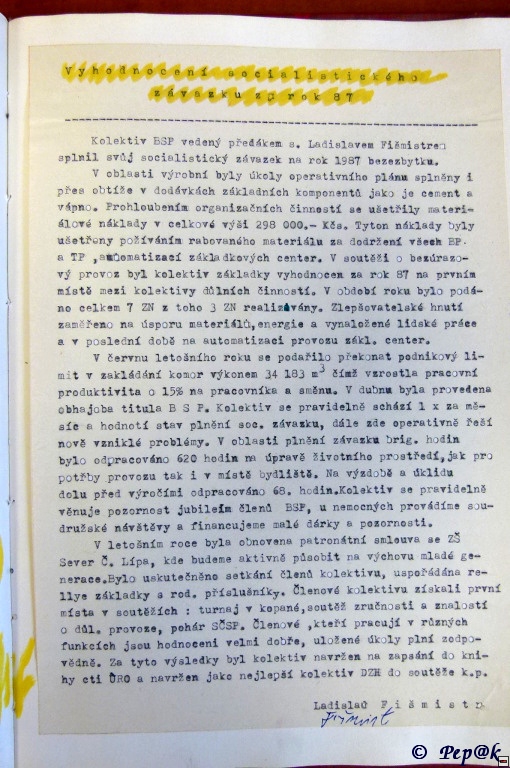 Vyhodnocení socialistického
závazku za rok 87
Kolektiv BSP vedený předákem s. Ladislavem Fišmistrem
splnil svůj socialistický závazek na rok 1987 bezezbytku.
V oblasti výrobní byly úkoly operativního plánu splněny i
přes obtíže v dodávkách základních komponentů jako je cement a
vápno. Prohloubením organizačních činností se ušetřily materi-
álové náklady v celkové výši 298 000.- Kčs. Tyton náklady byly
ušetřeny požíváním rabovaného materiálu za dodržení všech BP
a TP ,automatizací základkových center. V soutěži o bezúrazo-
vý provoz byl kolektiv základky vyhodnocen za rok 87 na prvním
místě mezi kolektivy důlních činností. V období roku bylo podá-
no celkem 7 ZN z toho 3 ZN realizovány. Zlepšovatelské hnutí
zaměřeno na úsporu materiálů,energie a vynaložené lidské práce
a v poslední době na automatizaci provozu zákl. center.
V červnu letošního roku se podařilo překonat podnikový li-
mit v zakládání komor výkonem 34 183 m³ čímž vzrostla pracovní
produktivita o 15% na pracovníka a směnu. V dubnu byla provedena
obhajoba titula B S P. Kolektiv se pravidelně schází 1 x za mě-
síc a hodnotí stav plnění soc. závazku, dále zde operativně řeší
nově vzniklé problémy. V oblasti plnění závazku brig. hodin
bylo odpracováno 620 hodin na úpravě životního prostředí,jak pro
potřby provozu tak i v místě bydliště. Na výzdobě a úklidu
dolu před výročími odpracováno 68. hodin.Kolektiv se pravidelně
věnuje pozornost jubileím členů BSP, u nemocných provádíme sou-
družské návštěvy a financujeme malé dárky a pozornosti.
V letošním roce byla obnovena patronátní smlouva se ZŠ
Sever Č. Lípa, kde budeme aktivně působit na výchovu mladé ge-
nerace.Bylo uskutečněno setkání členů kolektivu, uspořádána re-
llye základky s rod. příslušníky. Členové kolektivu získali první
místa v soutěžích : turnaj v kopané,soutěž zručnosti a znalostí
o důl. provoze, pohár SČSP. Členové ,kteří pracují v různých
funkcích jsou hodnoceni velmi dobře, uložené úkoly plní zodpo-
vědně. Za tyto výsledky byl kolektiv navržen na zapsání do kni-
hy cti ÚRO a navržen jako nejlepší kolektiv DZH do soutěže k.p.
Ladislav F i š m i s t r
Fišmistr
© Pep@k